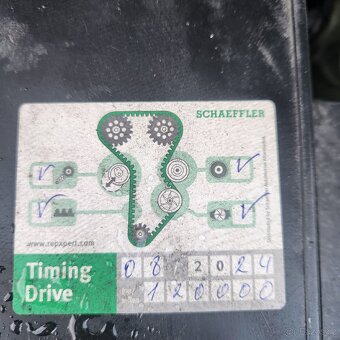 SCHAEFFLER
www.repxpert.com
Timing 08 2024
Drive 120000